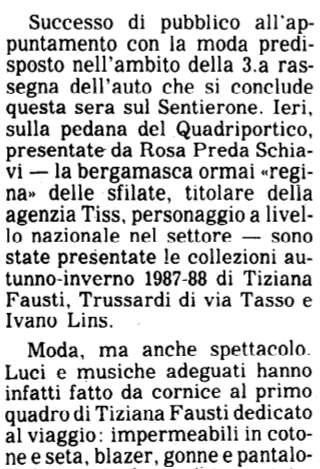 Successo di pubblico all'ap-
puntamento con la moda predi-
sposto nell'ambito della 3.a ras-
segna dell'auto che si conclude
questa sera sul Sentierone. Ieri,
sulla pedana del Quadriportico,
presentate da Rosa Preda Schia-
vi — la bergamasca ormai «regi-
na» delle sfilate, titolare della
agenzia Tiss, personaggio a livel-
lo nazionale nel settore — sono
state presentate le collezioni au-
tunno-inverno 1987-88 di Tiziana
Fausti, Trussardi di via Tasso e
Ivano Lins.
Moda, ma anche spettacolo.
Luci e musiche adeguati hanno
infatti fatto da cornice al primo
quadro di Tiziana Fausti dedicato
al viaggio: impermeabili in coto-
ne e seta, blazer, gonne e pantalo-